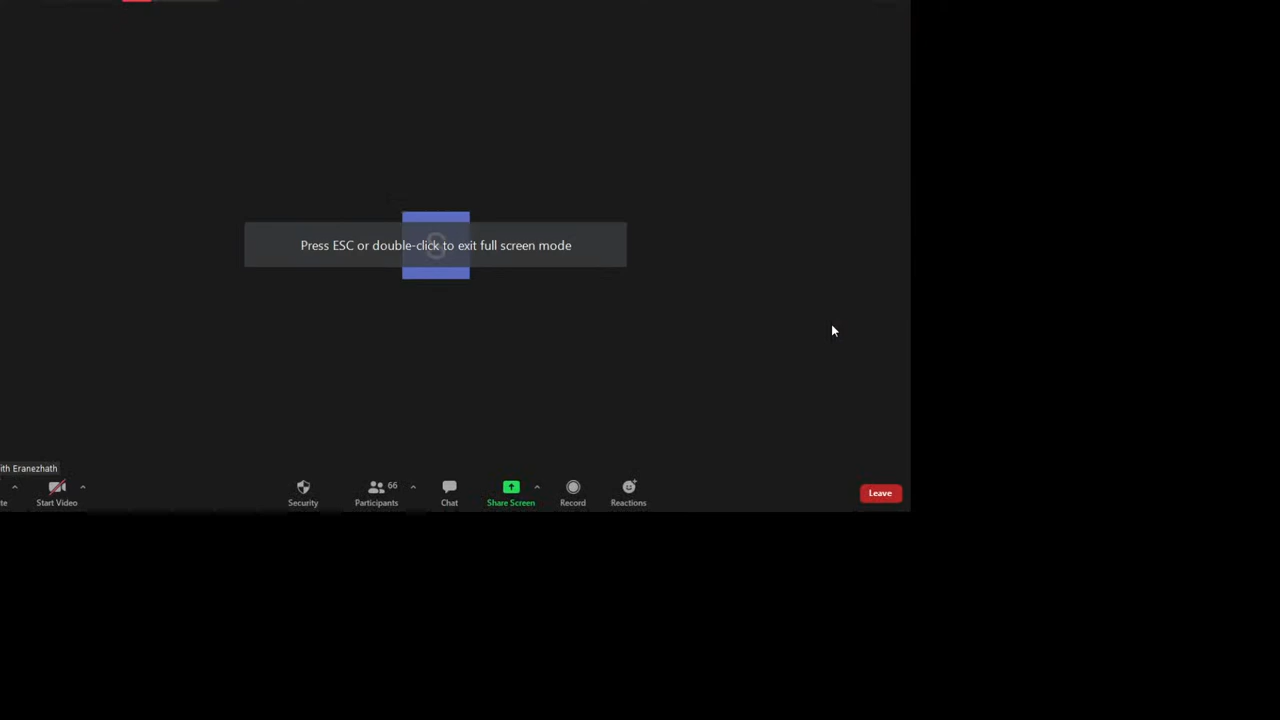 Press ESC or double-click to exit full screen mode
ith Eranezhath
te
Start Video
Security
66
Participants
Chat
Share Screen
Record
Reactions
Leave